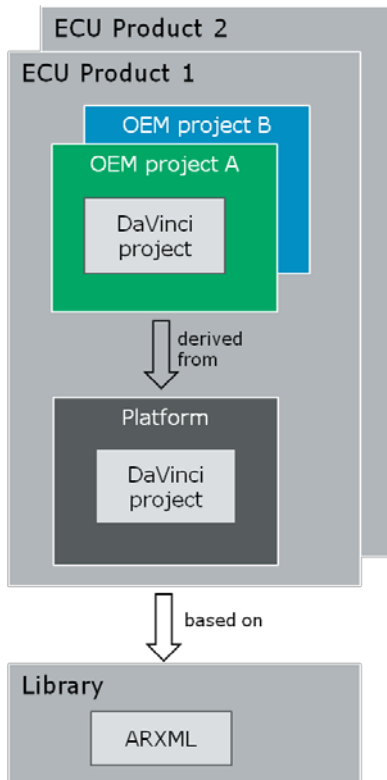 ECU Product 2
ECU Product 1
OEM project B
OEM project A
DaVinci
project
derived
from
Platform
DaVinci
project
based on
Library
ARXML